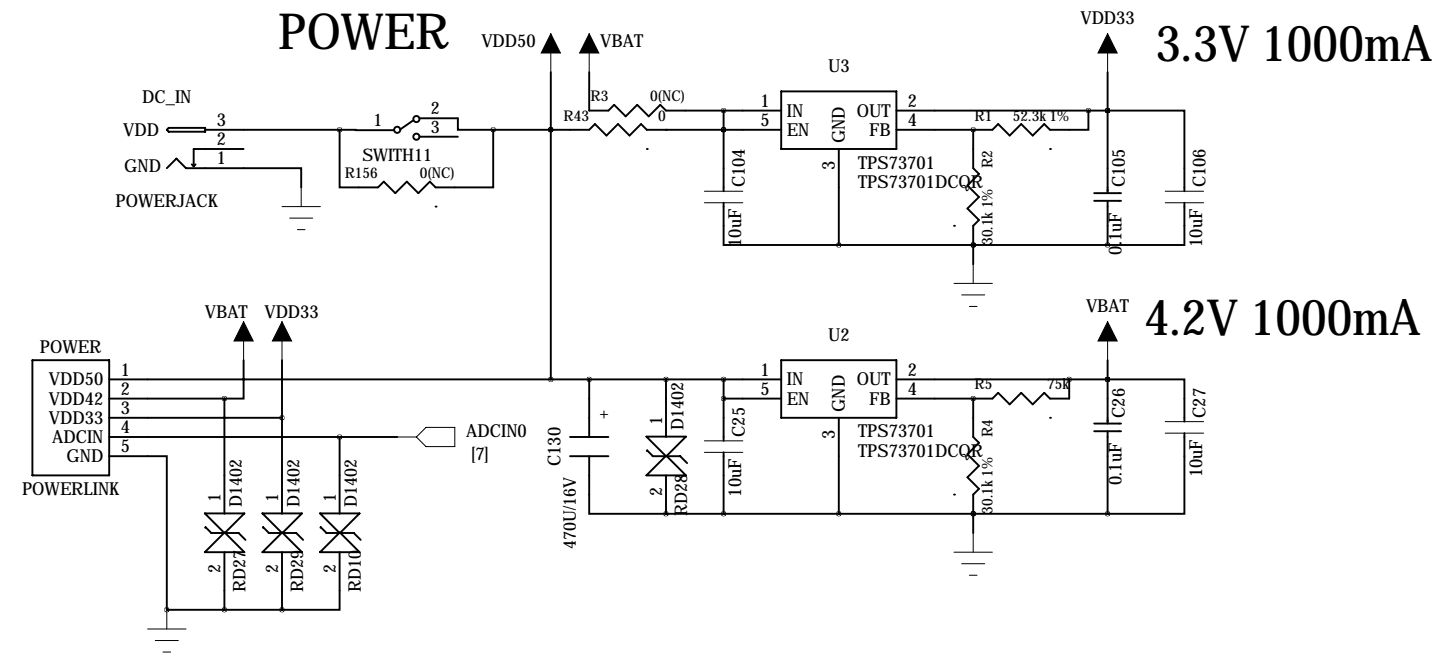 POWER
VDD50
VBAT
VDD33
3.3V 1000mA
U3
DC_IN
VDD
3
2
GND
1
POWERJACK
1
2
3
SWITH11
R156
0(NC)
R3
0(NC)
R43
0
1
5
IN
EN
GND
OUT
FB
2
4
3
TPS73701
TPS73701DCQR
C104
10uF
R1
52.3k 1%
R2
30.1k 1%
C105
0.1uF
C106
10uF
VBAT
VDD33
VBAT
4.2V 1000mA
POWER
VDD50
VDD42
VDD33
ADCIN
GND
1
2
3
4
5
POWERLINK
ADCIN0
[7]
1
D1402
2
RD27
1
D1402
2
RD29
1
D1402
2
RD10
+
C130
470U/16V
1
D1402
2
RD28
C25
10uF
U2
1
5
IN
EN
GND
OUT
FB
2
4
3
TPS73701
TPS73701DCQR
R5
75k
R4
30.1k 1%
C26
0.1uF
C27
10uF